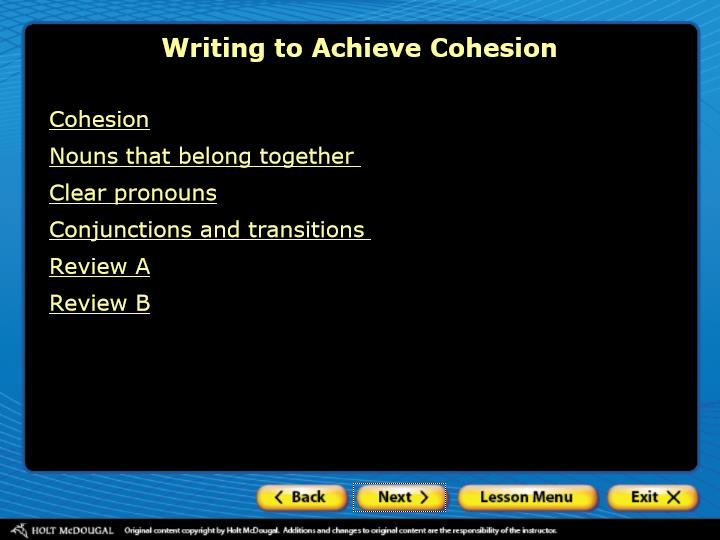 Writing to Achieve Cohesion
Cohesion
Nouns that belong together
Clear pronouns
Conjunctions and transitions
Review A
Review B
Back
Next
Lesson Menu
Exit
HOLT MCDOUGAL
Original content copyright by Holt McDougal. Additions and changes to original content are the responsibility of the instructor.